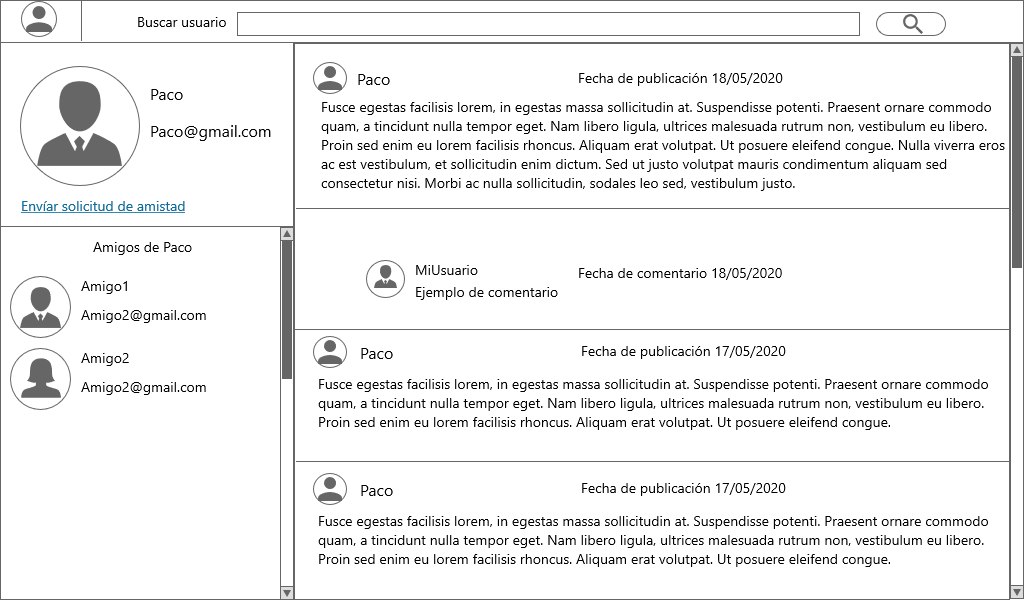 Buscar usuario
Paco
Paco@gmail.com
Envíar solicitud de amistad
Amigos de Paco
Amigo1
Amigo2@gmail.com
Amigo2
Amigo2@gmail.com
Paco
Fecha de publicación 18/05/2020
Fusce egestas facilisis lorem, in egestas massa sollicitudin at. Suspendisse potenti. Praesent ornare commodo
quam, a tincidunt nulla tempor eget. Nam libero ligula, ultrices malesuada rutrum non, vestibulum eu libero.
Proin sed enim eu lorem facilisis rhoncus. Aliquam erat volutpat. Ut posuere eleifend congue. Nulla viverra eros
ac est vestibulum, et sollicitudin enim dictum. Sed ut justo volutpat mauris condimentum aliquam sed
consectetur nisi. Morbi ac nulla sollicitudin, sodales leo sed, vestibulum justo.
MiUsuario
Fecha de comentario 18/05/2020
Ejemplo de comentario
Paco
Fecha de publicación 17/05/2020
Fusce egestas facilisis lorem, in egestas massa sollicitudin at. Suspendisse potenti. Praesent ornare commodo
quam, a tincidunt nulla tempor eget. Nam libero ligula, ultrices malesuada rutrum non, vestibulum eu libero.
Proin sed enim eu lorem facilisis rhoncus. Aliquam erat volutpat. Ut posuere eleifend congue.
Paco
Fecha de publicación 17/05/2020
Fusce egestas facilisis lorem, in egestas massa sollicitudin at. Suspendisse potenti. Praesent ornare commodo
quam, a tincidunt nulla tempor eget. Nam libero ligula, ultrices malesuada rutrum non, vestibulum eu libero.
Proin sed enim eu lorem facilisis rhoncus. Aliquam erat volutpat. Ut posuere eleifend congue.